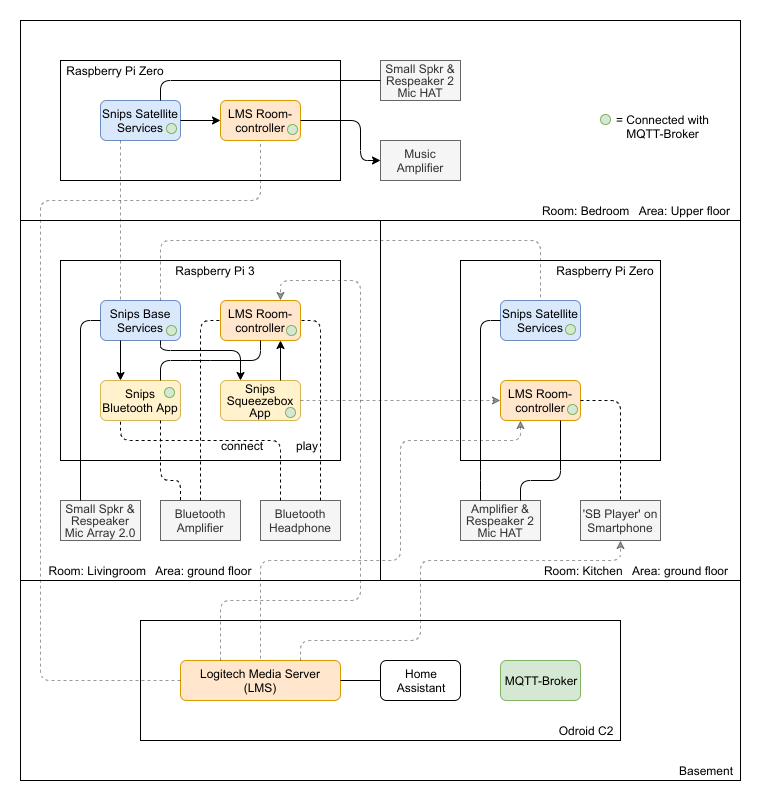 Raspberry Pi Zero
Small Spkr &
Respeaker 2
Mic HAT
Snips Satellite
Services
LMS Room-
controller
= Connected with
MQTT-Broker
Music
Amplifier
Room: Bedroom   Area: Upper floor
Raspberry Pi 3
Snips Base
Services
LMS Room-
controller
Snips
Bluetooth App
Snips
Squeezebox
App
connect
play
Small Spkr &
Respeaker
Mic Array 2.0
Bluetooth
Amplifier
Bluetooth
Headphone
Room: Livingroom   Area: ground floor
Raspberry Pi Zero
Snips Satellite
Services
LMS Room-
controller
Amplifier &
Respeaker 2
Mic HAT
'SB Player' on
Smartphone
Room: Kitchen   Area: ground floor
Logitech Media Server
(LMS)
Home
Assistant
MQTT-Broker
Odroid C2
Basement